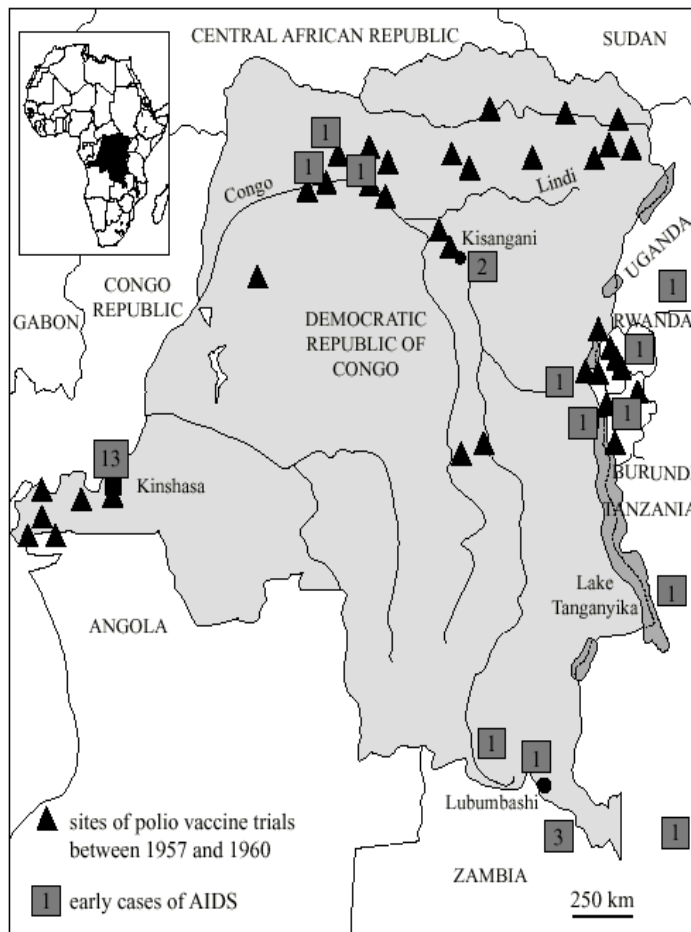 CENTRAL AFRICAN REPUBLIC
SUDAN
1
1
1
Congo
Lindi
Kisangani
2
UGANDA
CONGO
REPUBLIC
1
GABON
DEMOCRATIC
REPUBLIC OF
CONGO
RWANDA
1
1
1
1
13
Kinshasa
BURUNDI
TANZANIA
Lake
Tanganyika
1
ANGOLA
1
1
Lubumbashi
3
1
ZAMBIA
sites of polio vaccine trials
between 1957 and 1960
1
early cases of AIDS
250 km